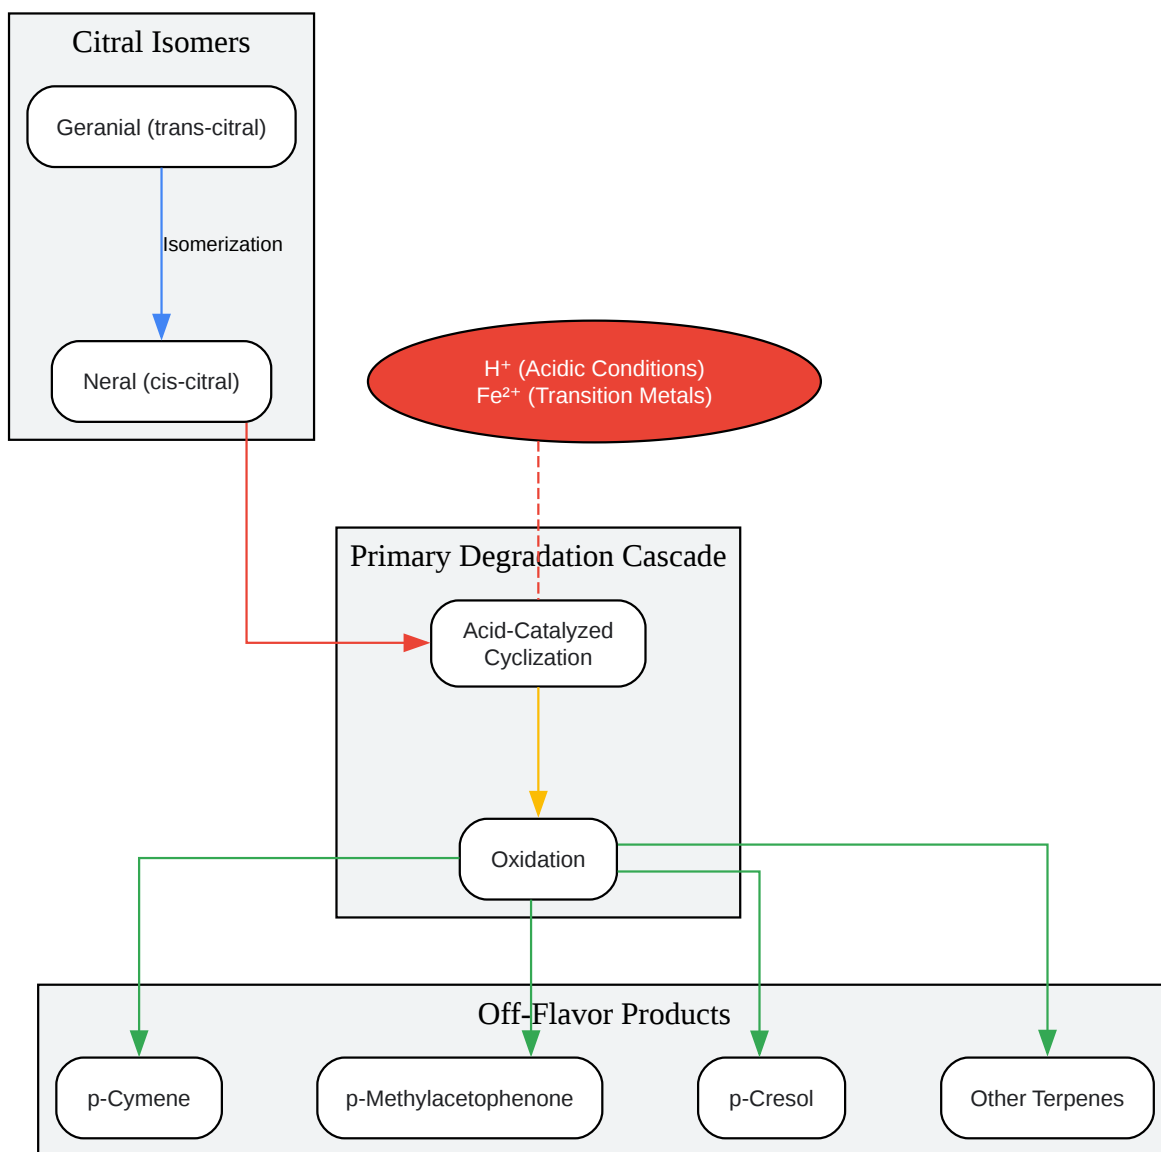 Citral Isomers
Geranial (trans-citral)
Isomerization
Neral (cis-citral)
H⁺ (Acidic Conditions)
Fe²⁺ (Transition Metals)
Primary Degradation Cascade
Acid-Catalyzed
Cyclization
Oxidation
Off-Flavor Products
p-Cymene
p-Methylacetophenone
p-Cresol
Other Terpenes